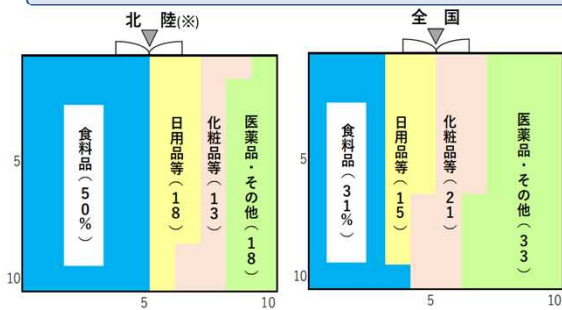 北 陸(※)
食料品(50%)
日用品等(18)
化粧品等(13)
医薬品・その他(18)
5
10
5
10
全 国
食料品(31%)
日用品等(15)
化粧品等(21)
医薬品・その他(33)
5
10
5
10